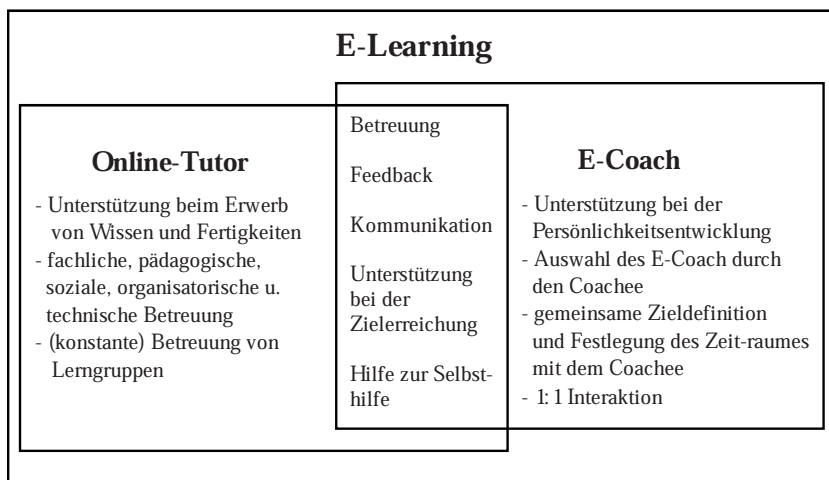 E-Learning
Online-Tutor
- Unterstützung beim Erwerb
von Wissen und Fertigkeiten
- fachliche, pädagogische,
soziale, organisatorische u.
technische Betreuung
- (konstante) Betreuung von
Lerngruppen
Betreuung
Feedback
Kommunikation
Unterstützung
bei der
Zielerreichung
Hilfe zur Selbst-
hilfe
E-Coach
- Unterstützung bei der
Persönlichkeitsentwicklung
- Auswahl des E-Coach durch
den Coachee
- gemeinsame Zieldefinition
und Festlegung des Zeit-raumes
mit dem Coachee
- 1:1 Interaktion